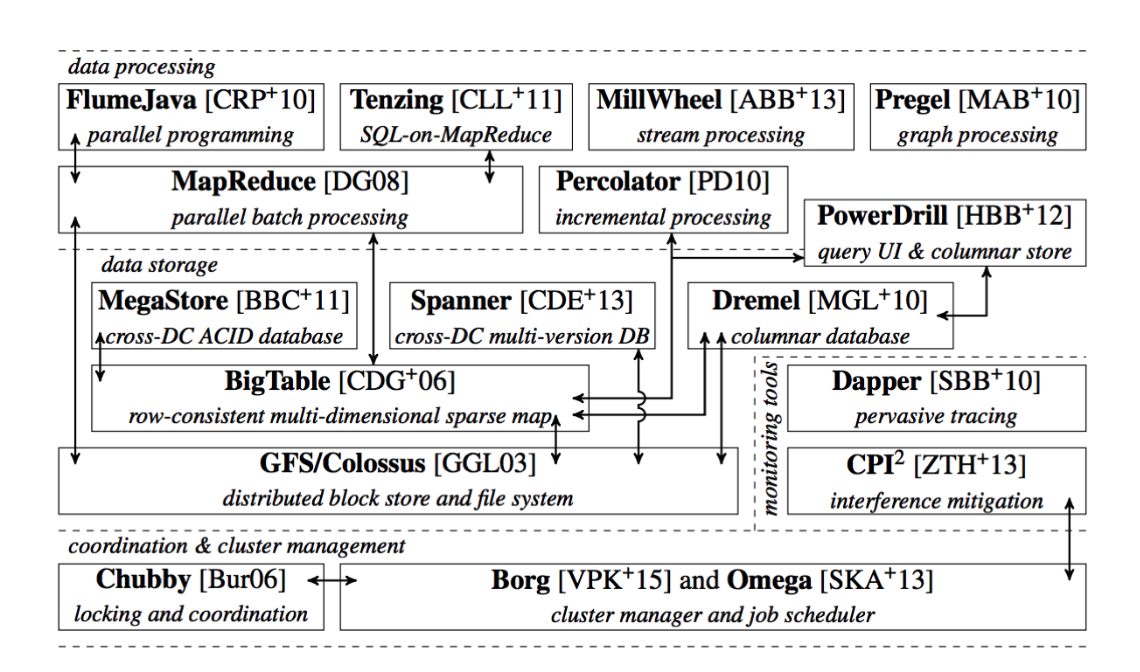 data processing
FlumeJava [CRP+10]
parallel programming
Tenzing [CLL+11]
SQL-on-MapReduce
MillWheel [ABB+13]
stream processing
Pregel [MAB+10]
graph processing
MapReduce [DG08]
parallel batch processing
Percolator [PD10]
incremental processing
PowerDrill [HBB+12]
query UI & columnar store
data storage
MegaStore [BBC+11]
cross-DC ACID database
Spanner [CDE+13]
cross-DC multi-version DB
Dremel [MGL+10]
columnar database
BigTable [CDG+06]
row-consistent multi-dimensional sparse map
monitoring tools
Dapper [SBB+10]
pervasive tracing
GFS/Colossus [GGL03]
distributed block store and file system
CPI² [ZTH+13]
interference mitigation
coordination & cluster management
Chubby [Bur06]
locking and coordination
Borg [VPK+15] and Omega [SKA+13]
cluster manager and job scheduler